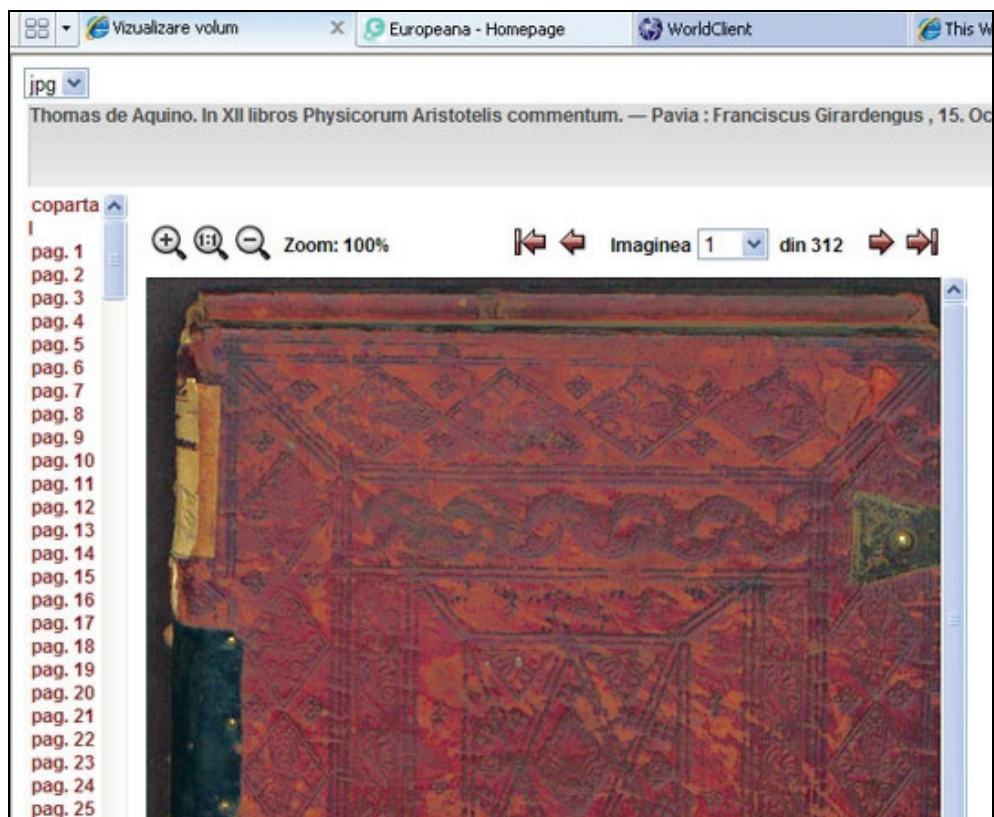 Vizualizare volum
Europeana - Homepage
WorldClient
This W
jpg
Thomas de Aquino. In XII libros Physicorum Aristotelis commentum. — Pavia : Franciscus Girardengus , 15. Oc
coparta
I
pag. 1
pag. 2
pag. 3
pag. 4
pag. 5
pag. 6
pag. 7
pag. 8
pag. 9
pag. 10
pag. 11
pag. 12
pag. 13
pag. 14
pag. 15
pag. 16
pag. 17
pag. 18
pag. 19
pag. 20
pag. 21
pag. 22
pag. 23
pag. 24
pag. 25
1:1 Zoom: 100% Imaginea 1 din 312